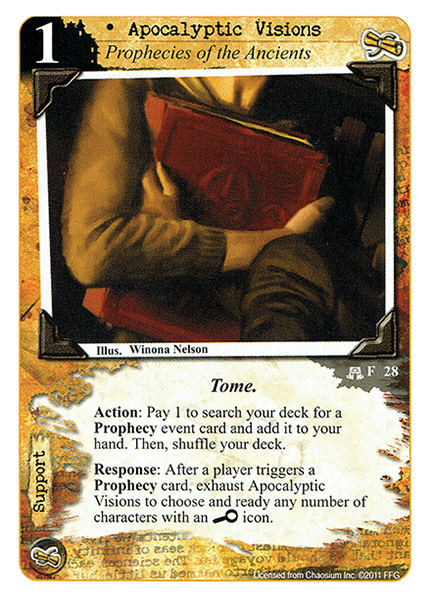 1
• Apocalyptic Visions
Prophecies of the Ancients
Illus. Winona Nelson
F 28
Tome.
Action: Pay 1 to search your deck for a
Prophecy event card and add it to your
hand. Then, shuffle your deck.
Response: After a player triggers a
Prophecy card, exhaust Apocalyptic
Visions to choose and ready any number of
characters with an icon.
Support
Licensed from Chaosium Inc. ©2011 FFG